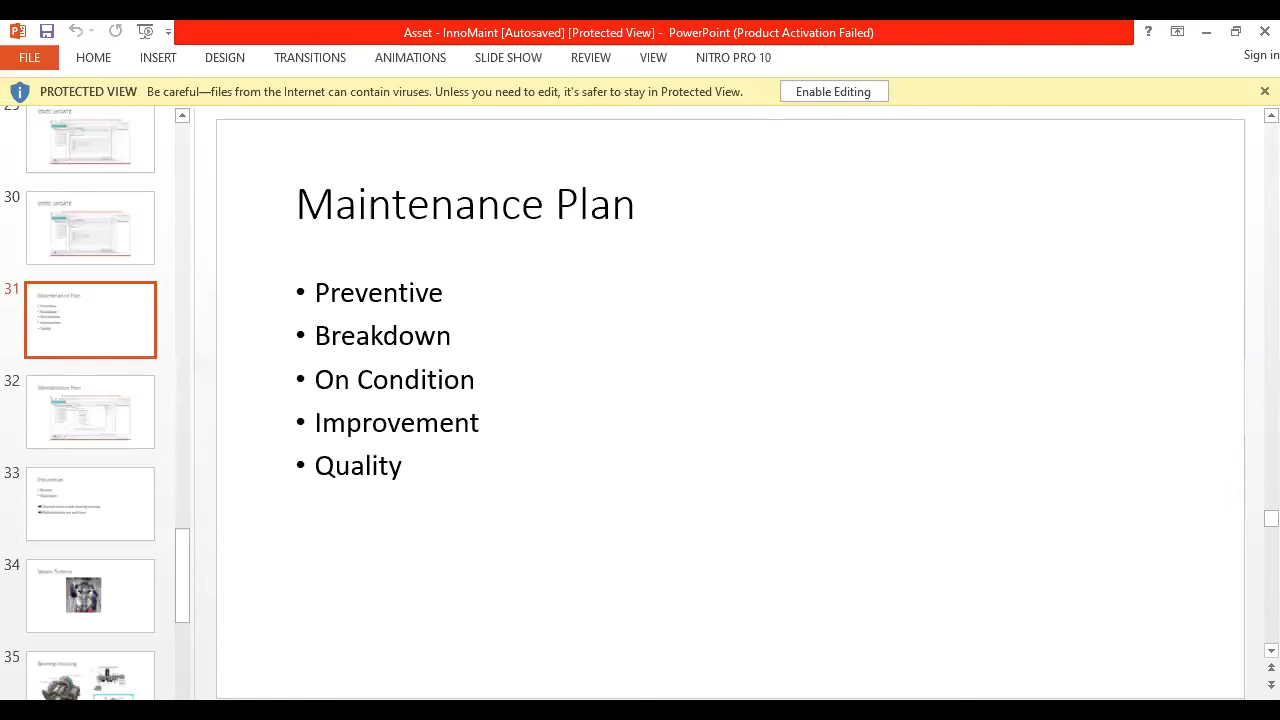 Asset - InnoMaint [Autosaved] [Protected View] - PowerPoint (Product Activation Failed)
?
FILE HOME INSERT DESIGN TRANSITIONS ANIMATIONS SLIDE SHOW REVIEW VIEW NITRO PRO 10 Sign in
PROTECTED VIEW Be careful—files from the Internet can contain viruses. Unless you need to edit, it's safer to stay in Protected View. Enable Editing
30
31
Maintenance Plan
32
33
34
35
Maintenance Plan
• Preventive
• Breakdown
• On Condition
• Improvement
• Quality